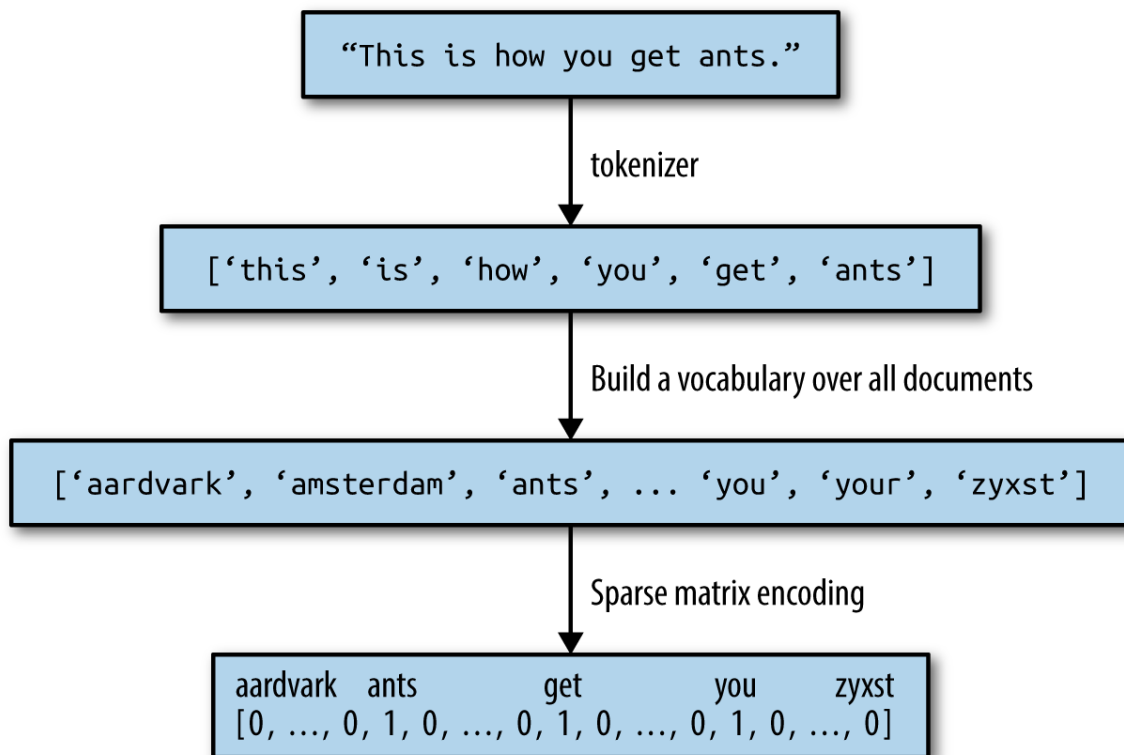 “This is how you get ants.”
tokenizer
[‘this’, ‘is’, ‘how’, ‘you’, ‘get’, ‘ants’]
Build a vocabulary over all documents
[‘aardvark’, ‘amsterdam’, ‘ants’, ... ‘you’, ‘your’, ‘zyxst’]
Sparse matrix encoding
aardvark ants get you zyxst
[0, …, 0, 1, 0, …, 0, 1, 0, …, 0, 1, 0, …, 0]